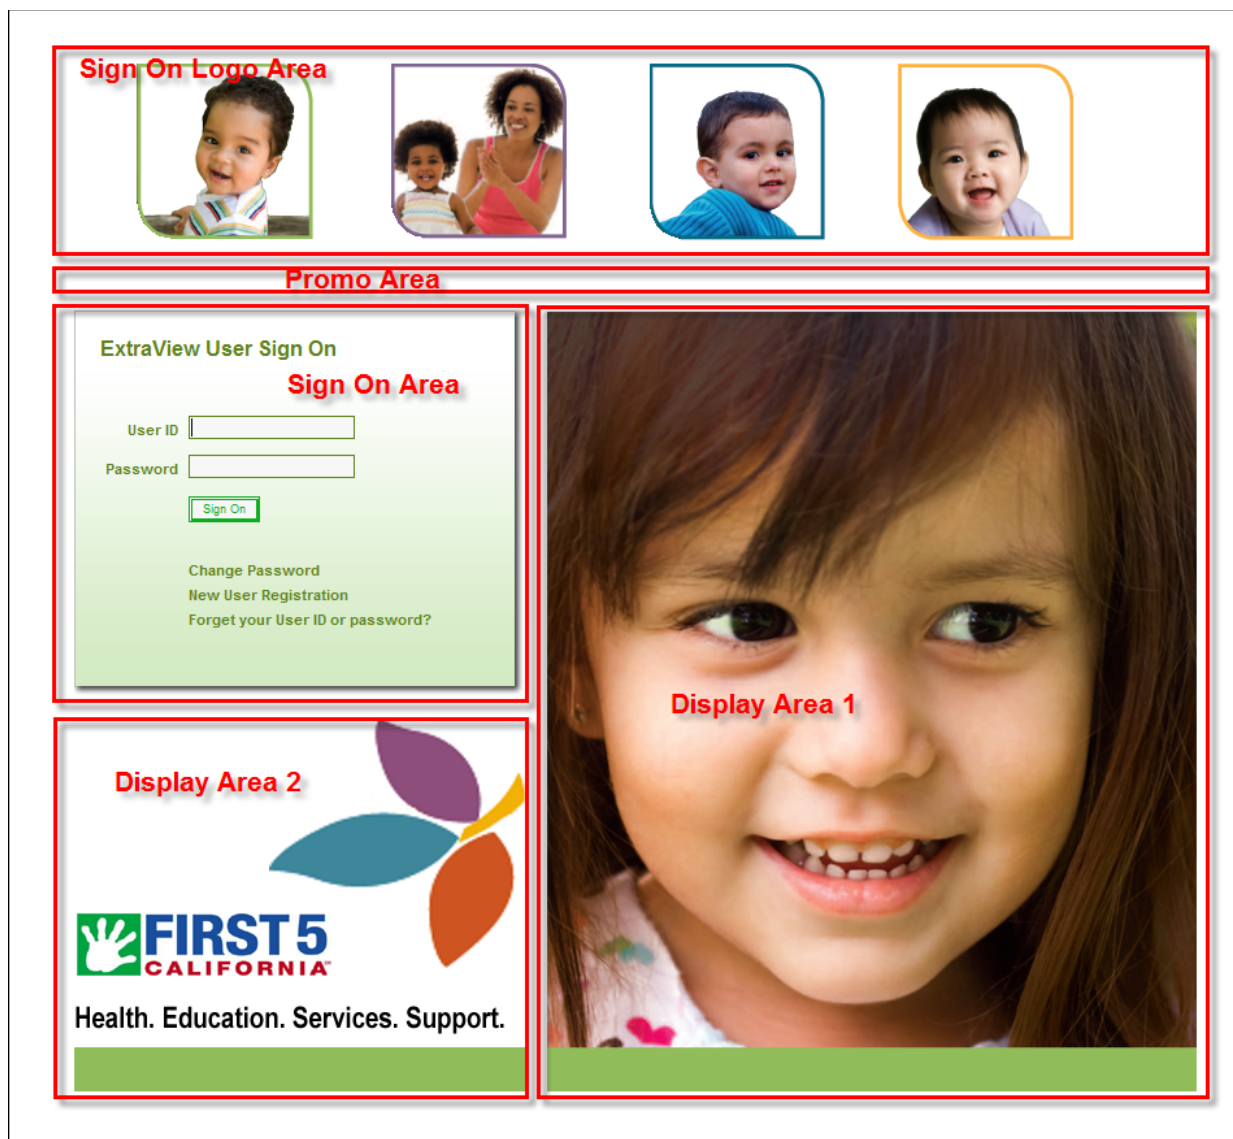 Sign On Logo Area
Promo Area
ExtraView User Sign On
Sign On Area
User ID
Password
Sign On
Change Password
New User Registration
Forget your User ID or password?
Display Area 1
Display Area 2
FIRST 5
CALIFORNIA
Health. Education. Services. Support.